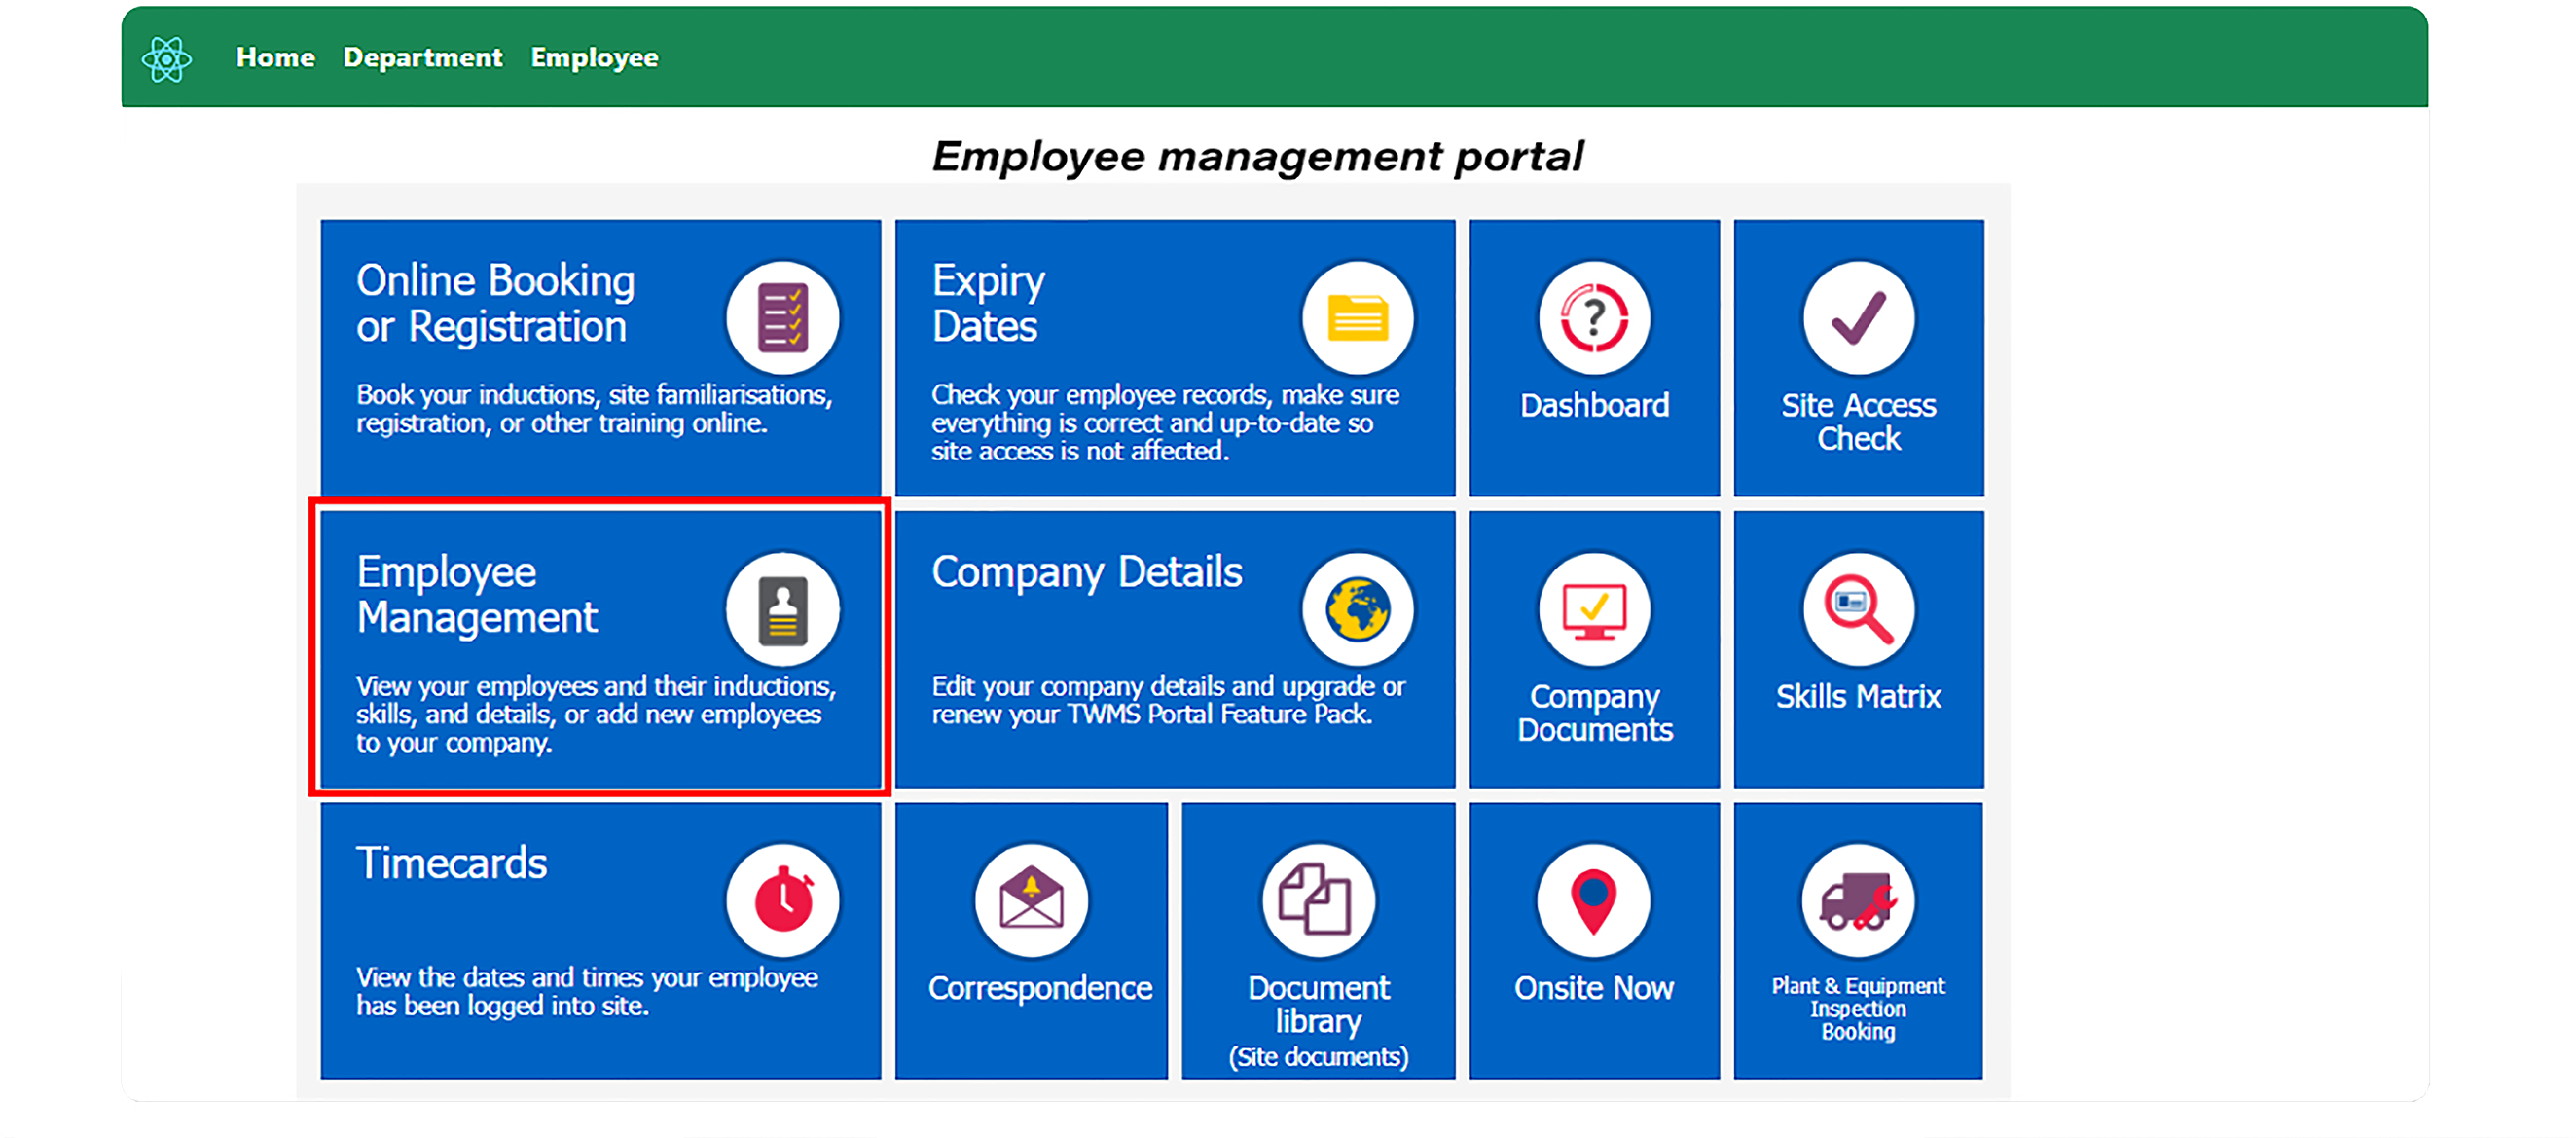 Home Department Employee
Employee management portal
Online Booking
or Registration
Book your inductions, site familiarisations,
registration, or other training online.
Expiry
Dates
Check your employee records, make sure
everything is correct and up-to-date so
site access is not affected.
?
Dashboard
Site Access
Check
Employee
Management
View your employees and their inductions,
skills, and details, or add new employees
to your company.
Company Details
Edit your company details and upgrade or
renew your TWMS Portal Feature Pack.
Company
Documents
Skills Matrix
Timecards
View the dates and times your employee
has been logged into site.
Correspondence
Document
library
(Site documents)
Onsite Now
Plant & Equipment
Inspection
Booking